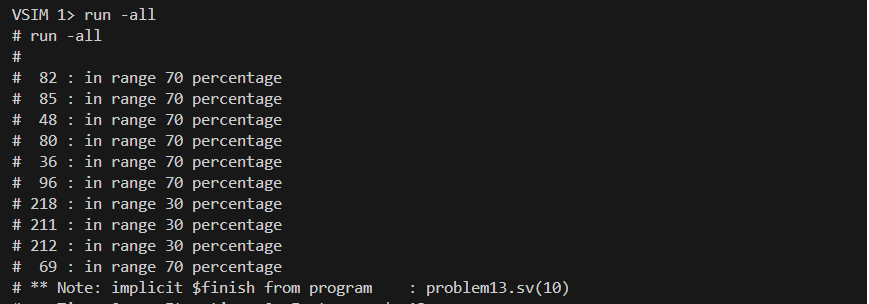 VSIM 1> run -all
# run -all
#
#  82 : in range 70 percentage
#  85 : in range 70 percentage
#  48 : in range 70 percentage
#  80 : in range 70 percentage
#  36 : in range 70 percentage
#  96 : in range 70 percentage
# 218 : in range 30 percentage
# 211 : in range 30 percentage
# 212 : in range 30 percentage
#  69 : in range 70 percentage
# ** Note: implicit $finish from program    : problem13.sv(10)